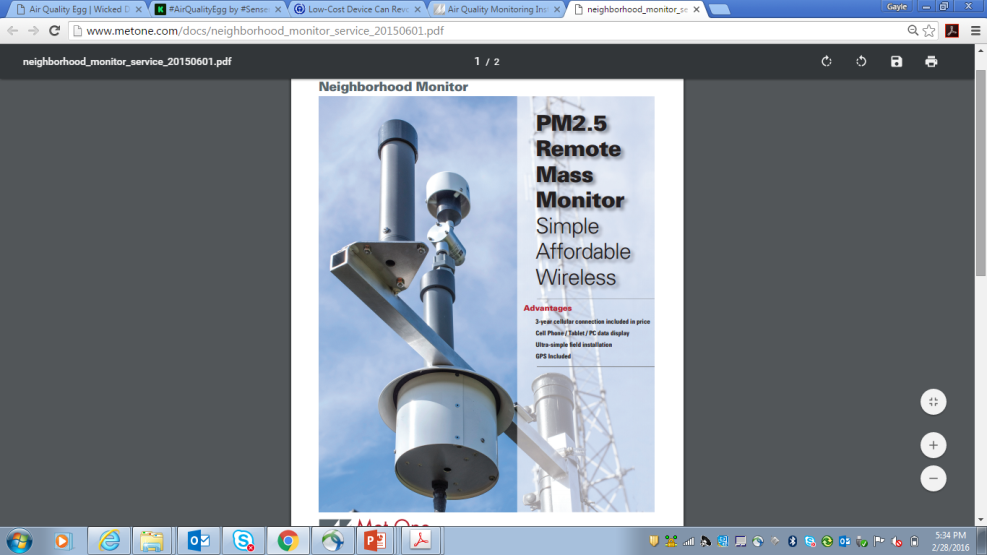 Air Quality Egg | Wicked D
#AirQualityEgg by #Sense
Low-Cost Device Can Rev
Air Quality Monitoring Ins
neighborhood_monitor_se
Gayle
www.metone.com/docs/neighborhood_monitor_service_20150601.pdf
neighborhood_monitor_service_20150601.pdf
1 / 2
Neighborhood Monitor
PM2.5
Remote
Mass
Monitor
Simple
Affordable
Wireless
Advantages
3-year cellular connection included in price
Cell Phone / Tablet / PC data display
Ultra-simple field installation
GPS Included
Met One
5:34 PM
2/28/2016